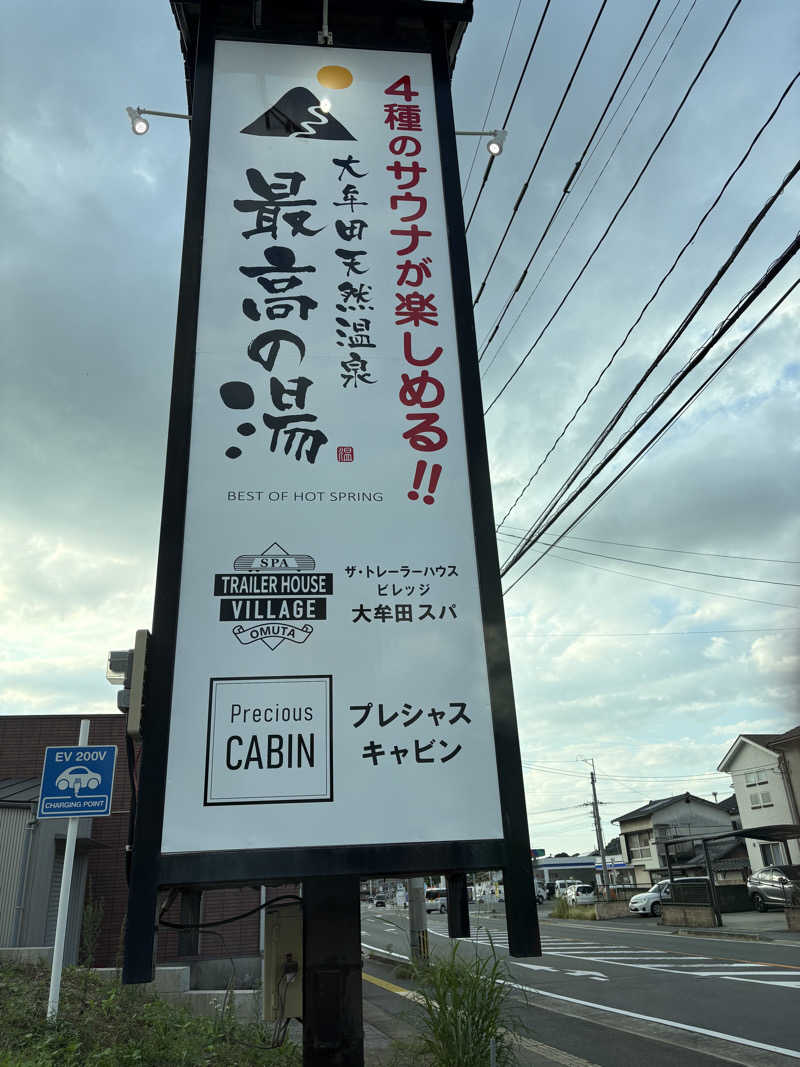 4種のサウナが楽しめる!!
大牟田天然温泉
最高の湯
温
BEST OF HOT SPRING
SPA
TRAILER HOUSE
VILLAGE
OMUTA
ザ・トレーラーハウス
ビレッジ
大牟田スパ
Precious
CABIN
プレシャス
キャビン
EV 200V
CHARGING POINT